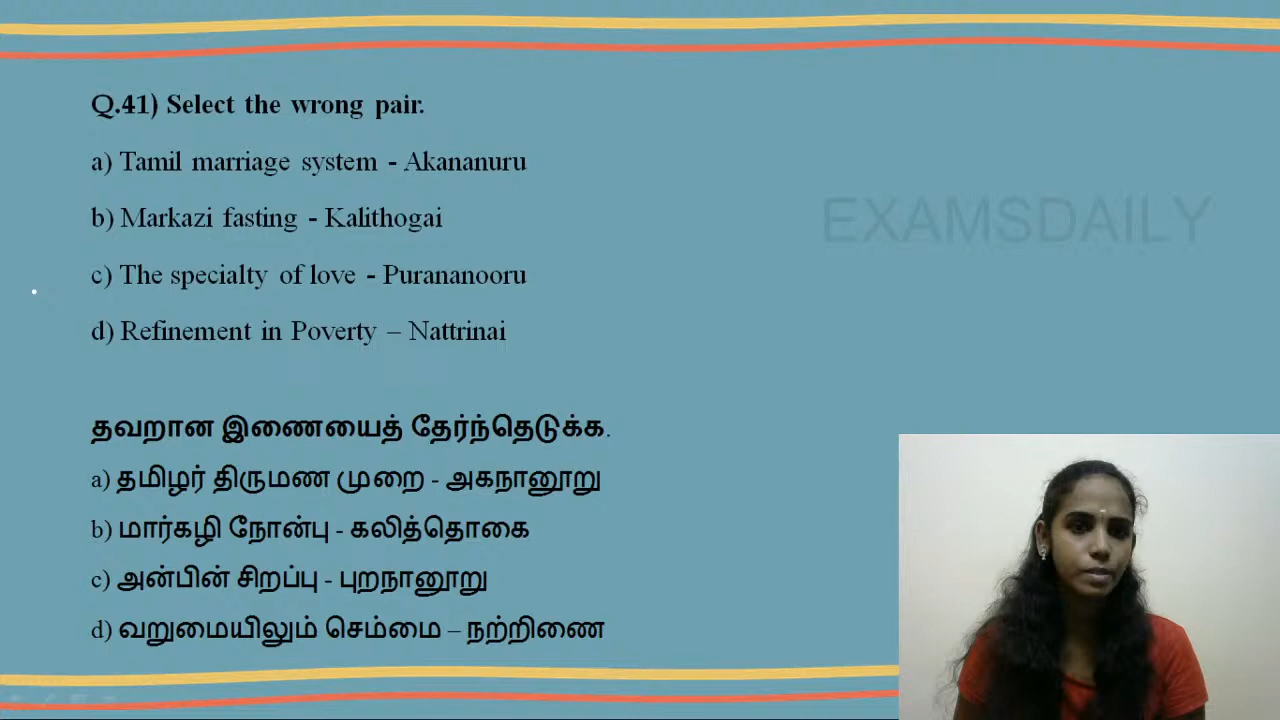 Q.41) Select the wrong pair.
a) Tamil marriage system - Akananuru
b) Markazi fasting - Kalithogai
EXAMSDAILY
c) The specialty of love - Purananooru
d) Refinement in Poverty – Nattrinai
தவறான இணையைத் தேர்ந்தெடுக்க.
a) தமிழர் திருமண முறை - அகநானூறு
b) மார்கழி நோன்பு - கலித்தொகை
c) அன்பின் சிறப்பு - புறநானூறு
d) வறுமையிலும் செம்மை – நற்றிணை